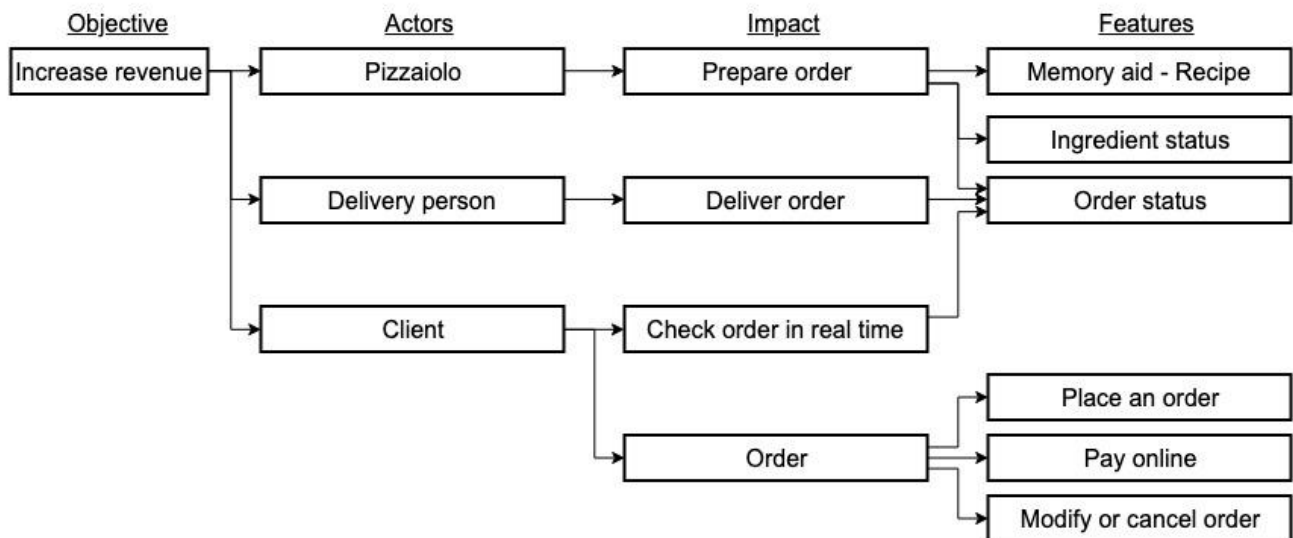 Objective
Actors
Impact
Features
Increase revenue
Pizzaiolo
Prepare order
Memory aid - Recipe
Ingredient status
Delivery person
Deliver order
Order status
Client
Check order in real time
Place an order
Order
Pay online
Modify or cancel order